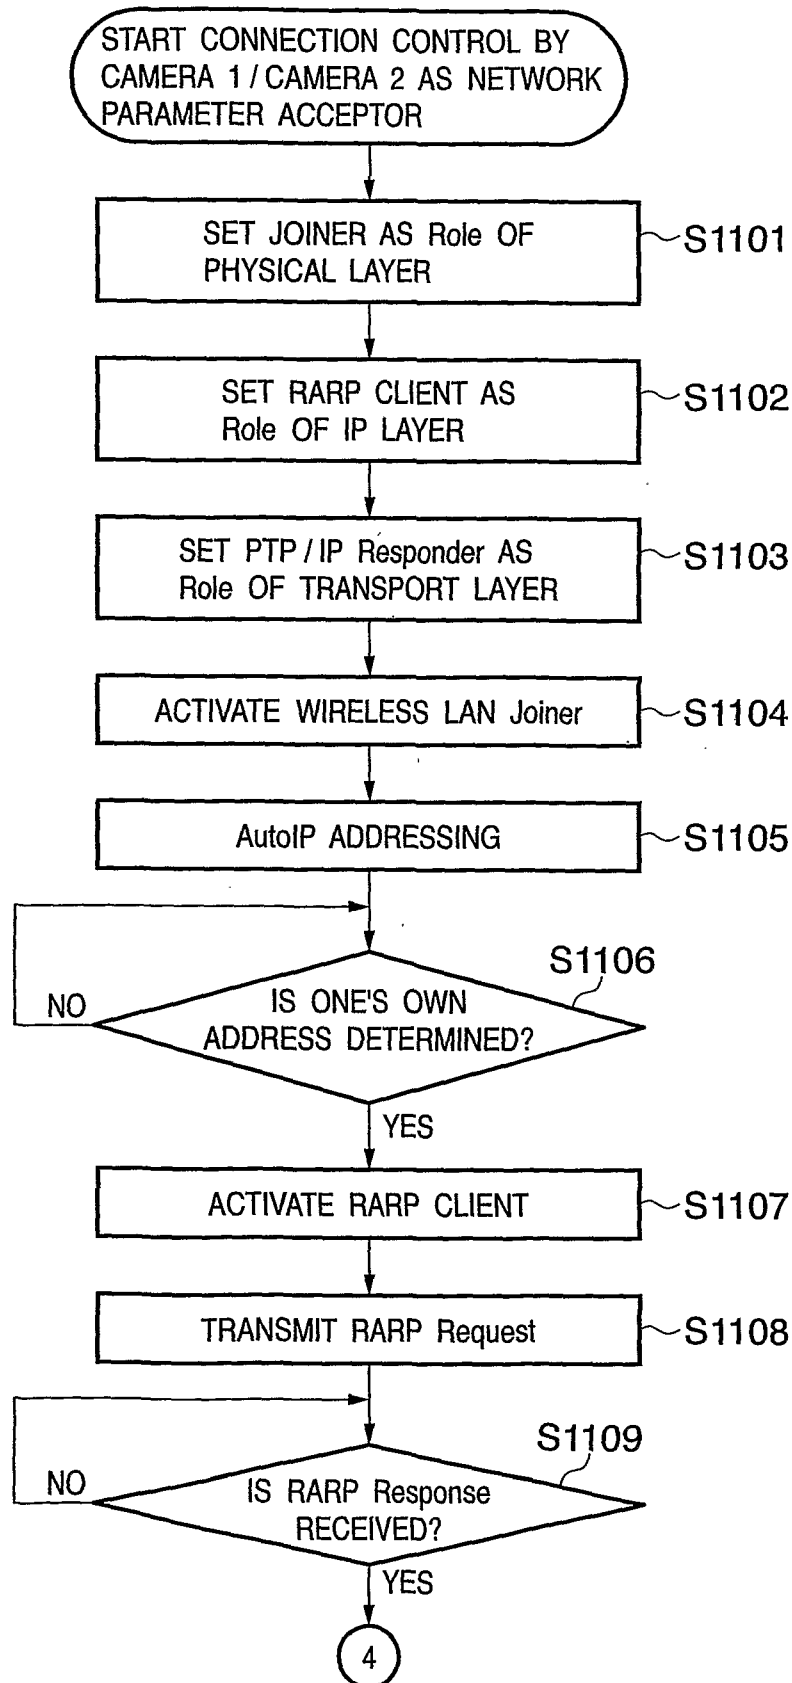 START CONNECTION CONTROL BY
CAMERA 1 / CAMERA 2 AS NETWORK
PARAMETER ACCEPTOR
SET JOINER AS Role OF
PHYSICAL LAYER
S1101
SET RARP CLIENT AS
Role OF IP LAYER
S1102
SET PTP / IP Responder AS
Role OF TRANSPORT LAYER
S1103
ACTIVATE WIRELESS LAN Joiner
S1104
AutoIP ADDRESSING
S1105
S1106
NO
IS ONE'S OWN
ADDRESS DETERMINED?
YES
ACTIVATE RARP CLIENT
S1107
TRANSMIT RARP Request
S1108
S1109
NO
IS RARP Response
RECEIVED?
YES
4